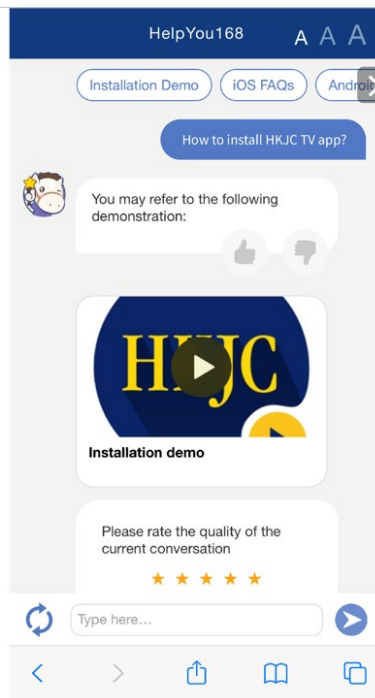 HelpYou168
A A A
Installation Demo
iOS FAQs
Android
How to install HKJC TV app?
You may refer to the following
demonstration:
HKJC
Installation demo
Please rate the quality of the
current conversation
Type here...